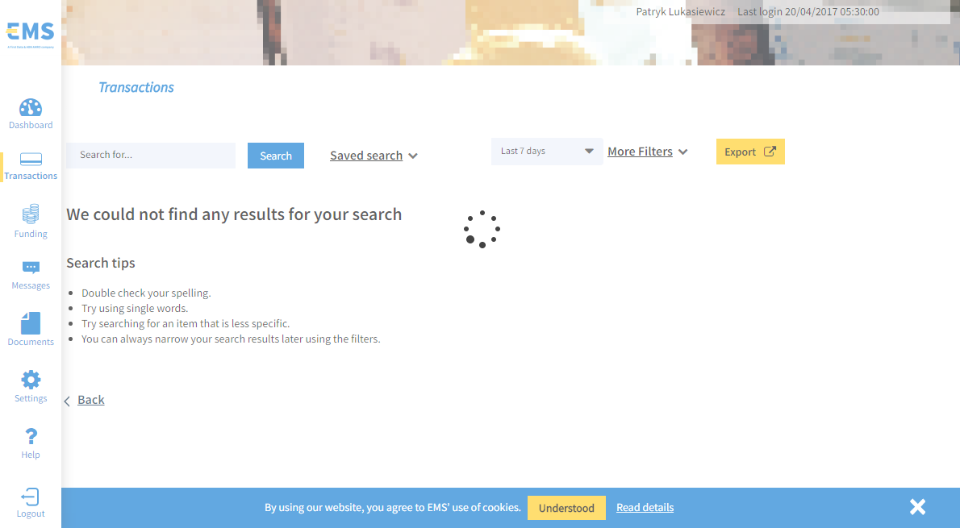 EMS
Patryk Lukasiewicz Last login 20/04/2017 05:30:00
Transactions
Dashboard
Search for...
Search
Saved search
Last 7 days
More Filters
Export
Transactions
We could not find any results for your search
Funding
Search tips
Messages
Double check your spelling.
Try using single words.
Try searching for an item that is less specific.
You can always narrow your search results later using the filters.
Documents
Settings
Back
Help
Logout
By using our website, you agree to EMS' use of cookies.
Understood
Read details